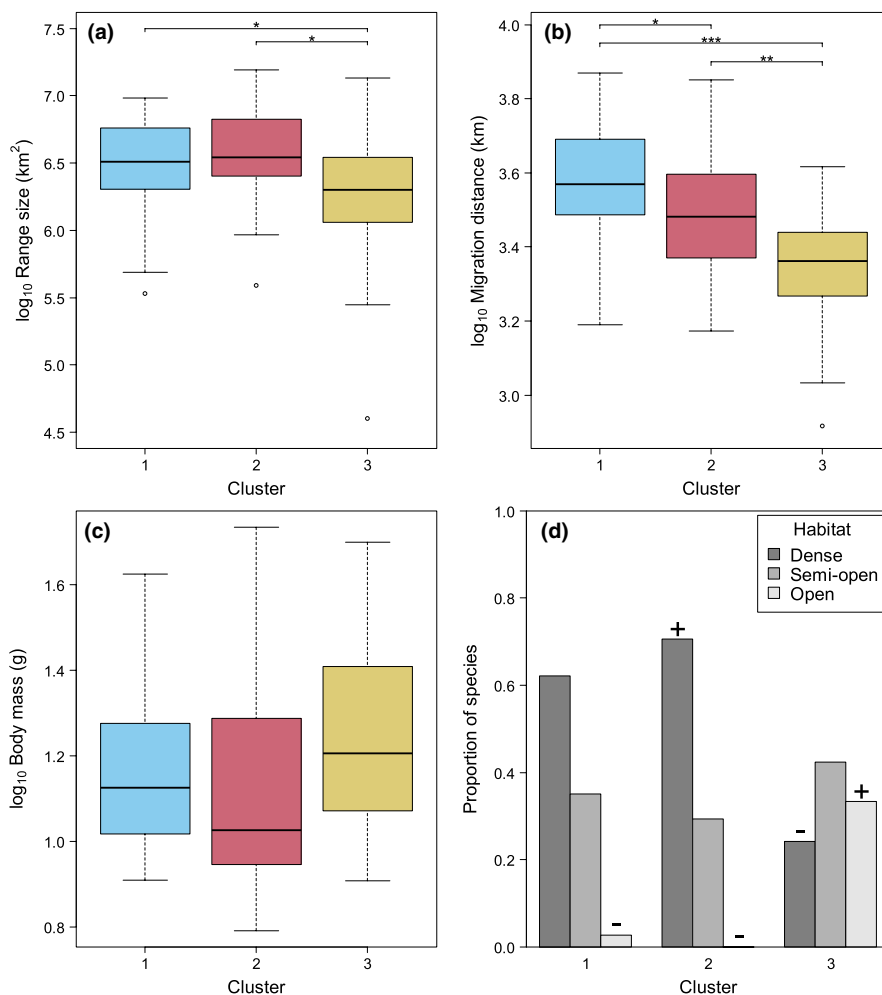 (a)
*
*
log₁₀ Range size (km²)
7.5
7.0
6.5
6.0
5.5
5.0
4.5
1 2 3
Cluster
(b)
*
***
**
log₁₀ Migration distance (km)
4.0
3.8
3.6
3.4
3.2
3.0
1 2 3
Cluster
(c)
log₁₀ Body mass (g)
1.6
1.4
1.2
1.0
0.8
1 2 3
Cluster
(d)
Habitat
Dense
Semi-open
Open
Proportion of species
1.0
0.8
0.6
0.4
0.2
0.0
+
+
-
-
-
1 2 3
Cluster